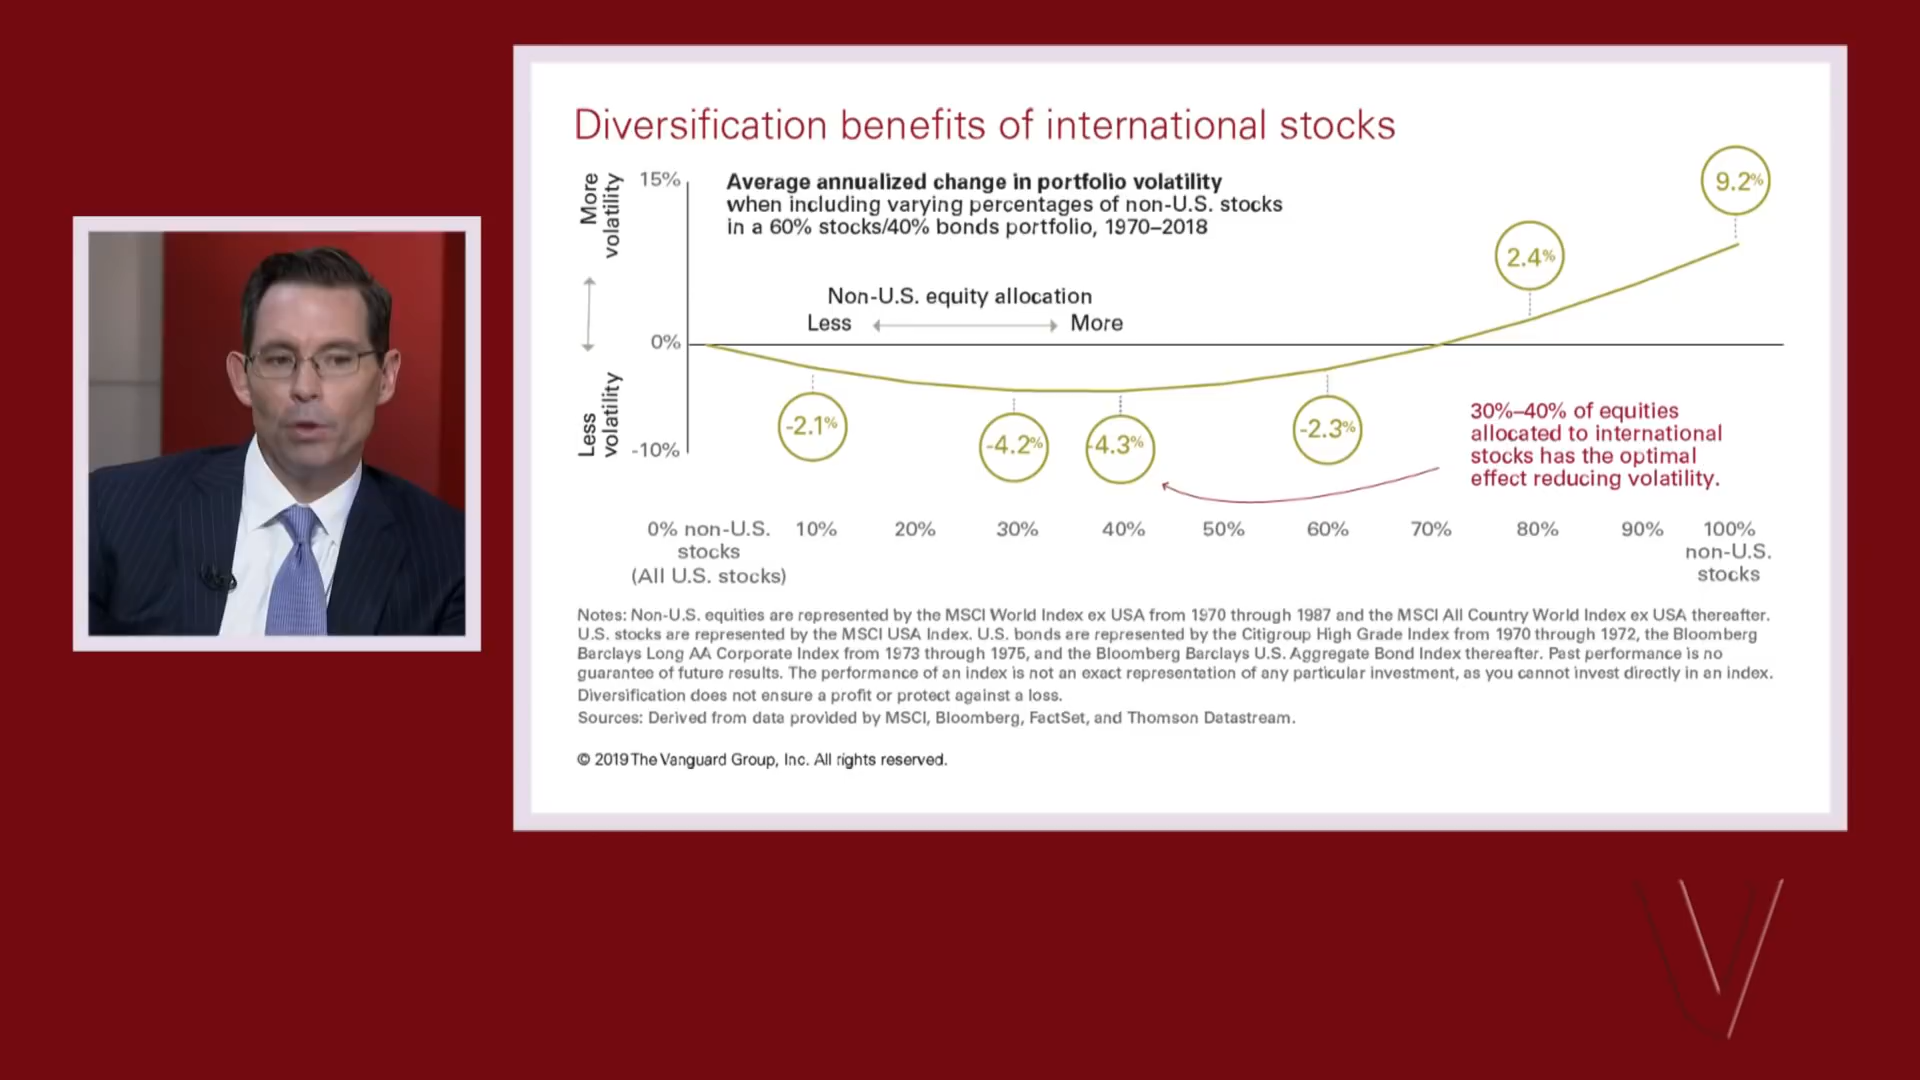 Diversification benefits of international stocks
More
volatility
15%
Average annualized change in portfolio volatility
when including varying percentages of non-U.S. stocks
in a 60% stocks/40% bonds portfolio, 1970–2018
9.2%
2.4%
Non-U.S. equity allocation
Less
More
0%
Less
volatility
-10%
-2.1%
-4.2%
-4.3%
-2.3%
30%–40% of equities
allocated to international
stocks has the optimal
effect reducing volatility.
0% non-U.S.
stocks
(All U.S. stocks)
10%
20%
30%
40%
50%
60%
70%
80%
90%
100%
non-U.S.
stocks
Notes: Non-U.S. equities are represented by the MSCI World Index ex USA from 1970 through 1987 and the MSCI All Country World Index ex USA thereafter.
U.S. stocks are represented by the MSCI USA Index. U.S. bonds are represented by the Citigroup High Grade Index from 1970 through 1972, the Bloomberg
Barclays Long AA Corporate Index from 1973 through 1975, and the Bloomberg Barclays U.S. Aggregate Bond Index thereafter. Past performance is no
guarantee of future results. The performance of an index is not an exact representation of any particular investment, as you cannot invest directly in an index.
Diversification does not ensure a profit or protect against a loss.
Sources: Derived from data provided by MSCI, Bloomberg, FactSet, and Thomson Datastream.
© 2019 The Vanguard Group, Inc. All rights reserved.
V